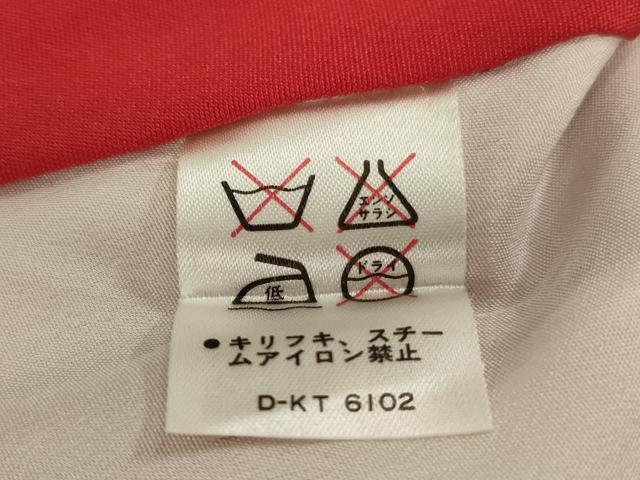 エンソ
サラシ
低
ドライ
●キリフキ、スチー
ムアイロン禁止
D-KT 6102